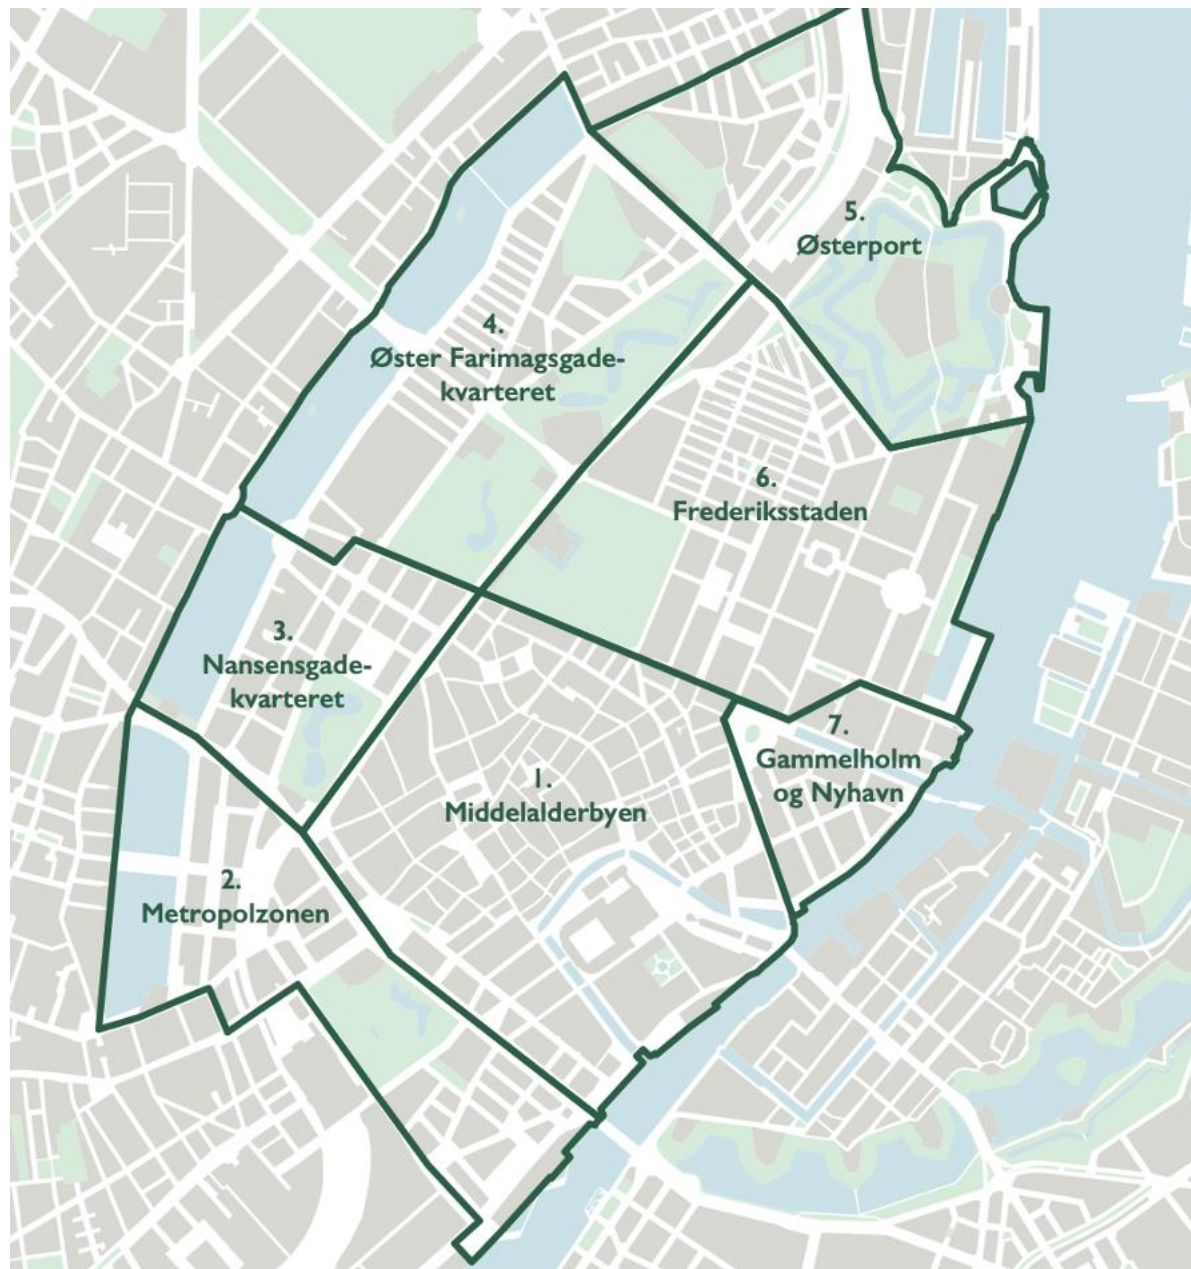 5.
Østerport
4.
Øster Farimagsgade-
kvarteret
6.
Frederiksstaden
3.
Nansensgade-
kvarteret
7.
Gammelholm
og Nyhavn
1.
Middelalderbyen
2.
Metropolzonen